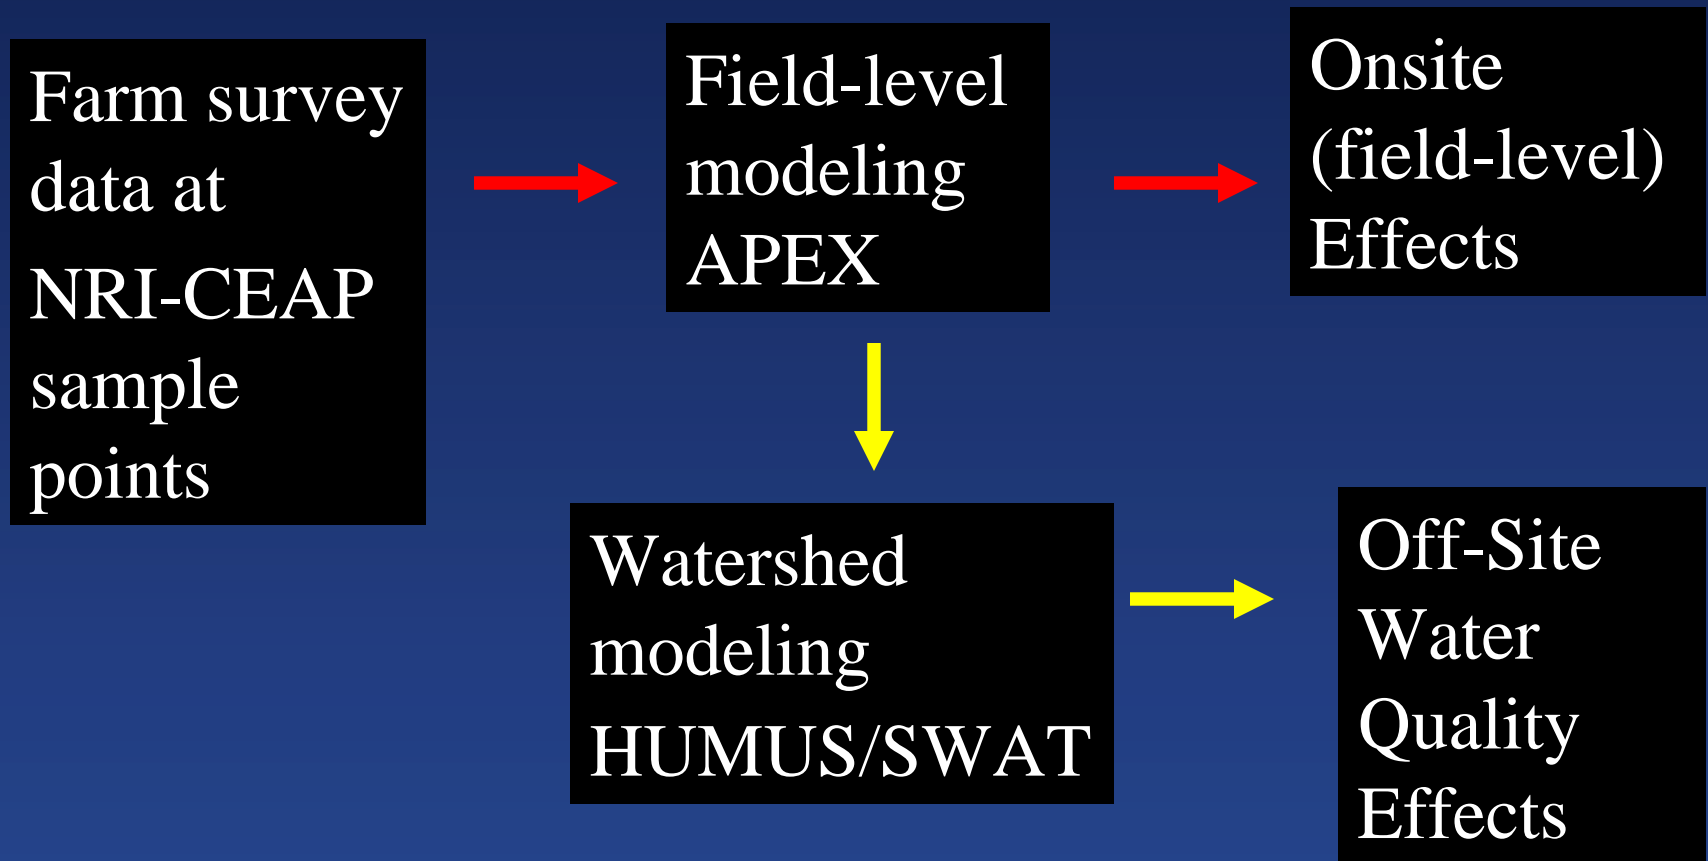 Farm survey
data at
NRI-CEAP
sample
points
Field-level
modeling
APEX
Onsite
(field-level)
Effects
Watershed
modeling
HUMUS/SWAT
Off-Site
Water
Quality
Effects